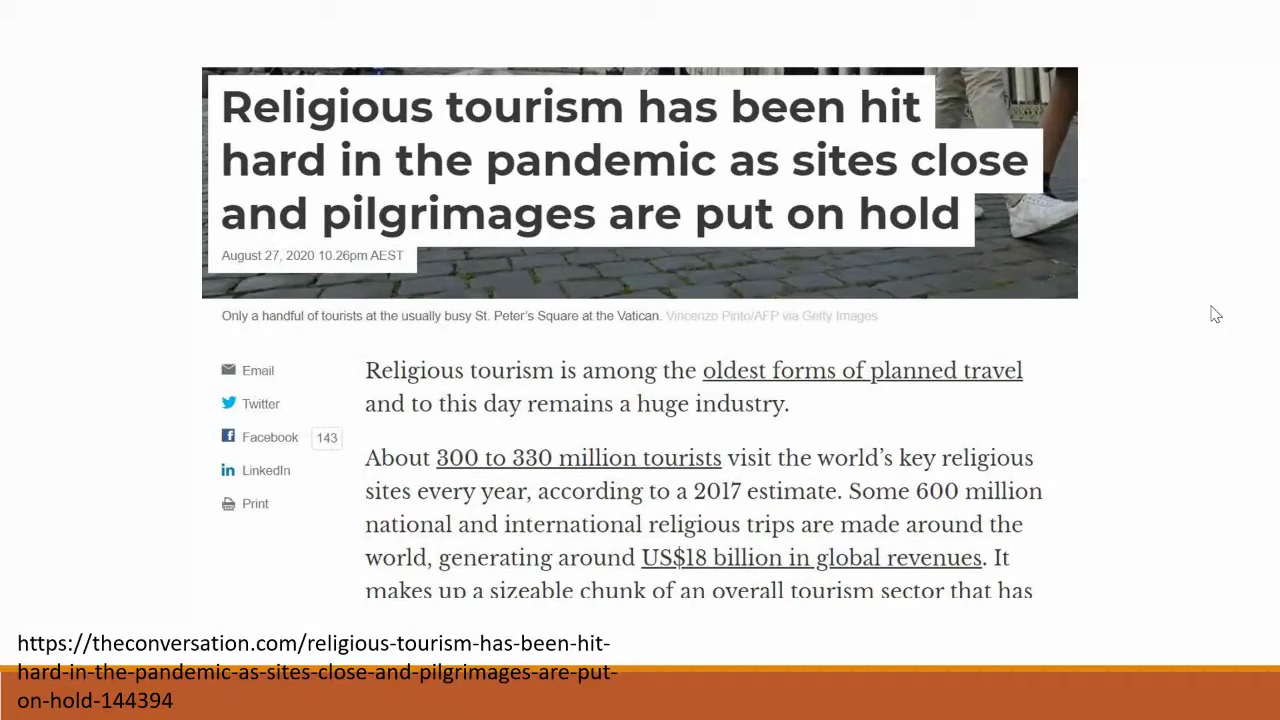 Religious tourism has been hit
hard in the pandemic as sites close
and pilgrimages are put on hold
August 27, 2020 10.26pm AEST
Only a handful of tourists at the usually busy St. Peter's Square at the Vatican. Vincenzo Pinto/AFP via Getty Images
Email
Twitter
Facebook 143
LinkedIn
Print
Religious tourism is among the oldest forms of planned travel
and to this day remains a huge industry.
About 300 to 330 million tourists visit the world's key religious
sites every year, according to a 2017 estimate. Some 600 million
national and international religious trips are made around the
world, generating around US$18 billion in global revenues. It
makes up a sizeable chunk of an overall tourism sector that has
https://theconversation.com/religious-tourism-has-been-hit-
hard-in-the-pandemic-as-sites-close-and-pilgrimages-are-put-
on-hold-144394